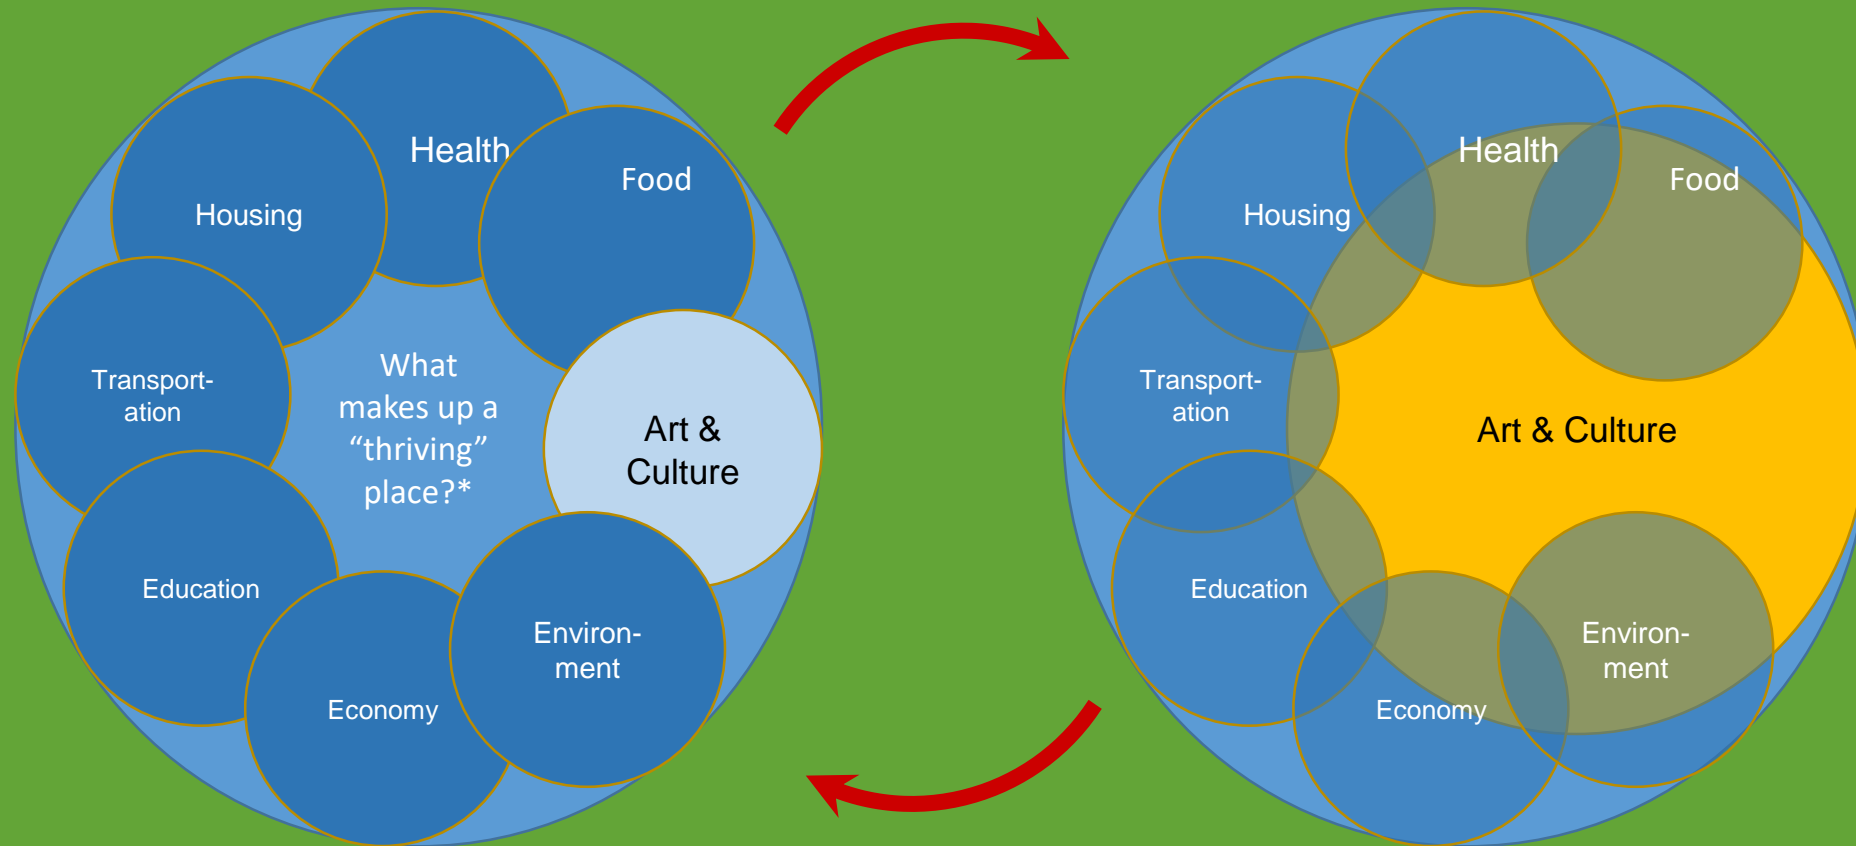 Health
Food
Housing
Transport-
ation
What
makes up a
“thriving”
place?*
Art &
Culture
Education
Environ-
ment
Economy
Health
Food
Housing
Transport-
ation
Art & Culture
Education
Environ-
ment
Economy